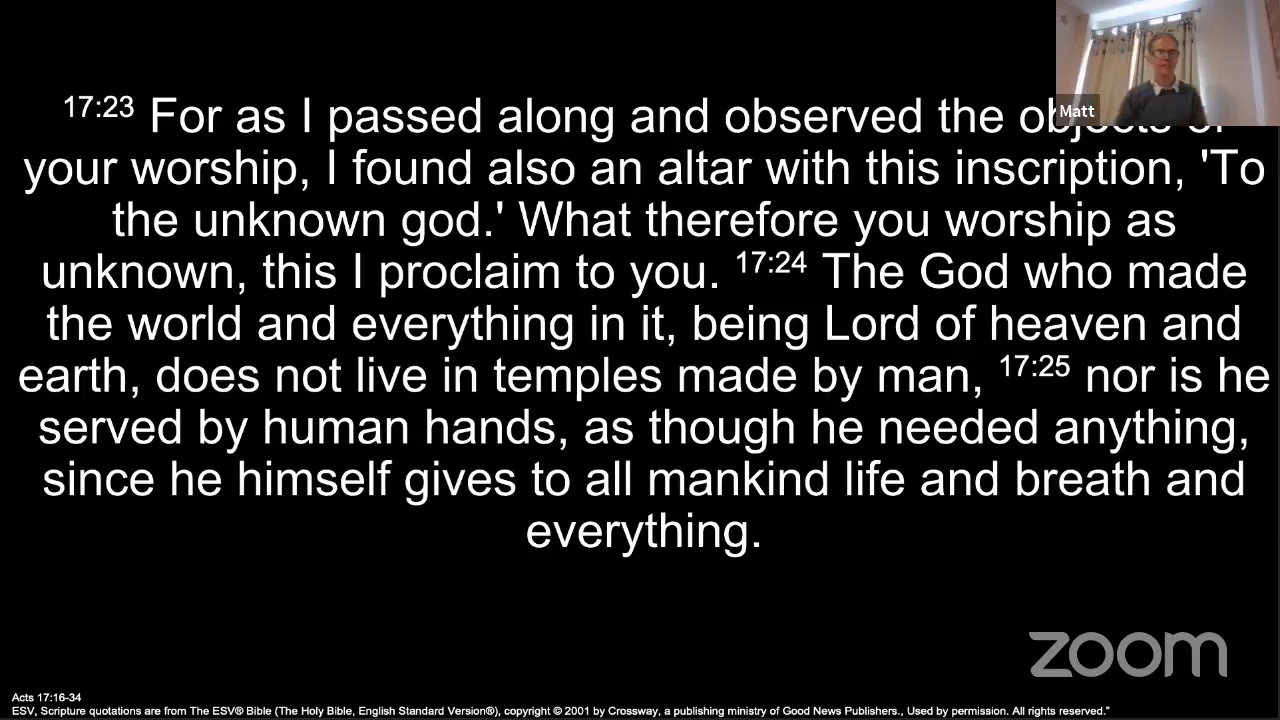 17:23 For as I passed along and observed the objects of
your worship, I found also an altar with this inscription, 'To
the unknown god.' What therefore you worship as
unknown, this I proclaim to you. 17:24 The God who made
the world and everything in it, being Lord of heaven and
earth, does not live in temples made by man, 17:25 nor is he
served by human hands, as though he needed anything,
since he himself gives to all mankind life and breath and
everything.
Matt
zoom
Acts 17:16-34
ESV, Scripture quotations are from The ESV® Bible (The Holy Bible, English Standard Version®), copyright © 2001 by Crossway, a publishing ministry of Good News Publishers., Used by permission. All rights reserved.”